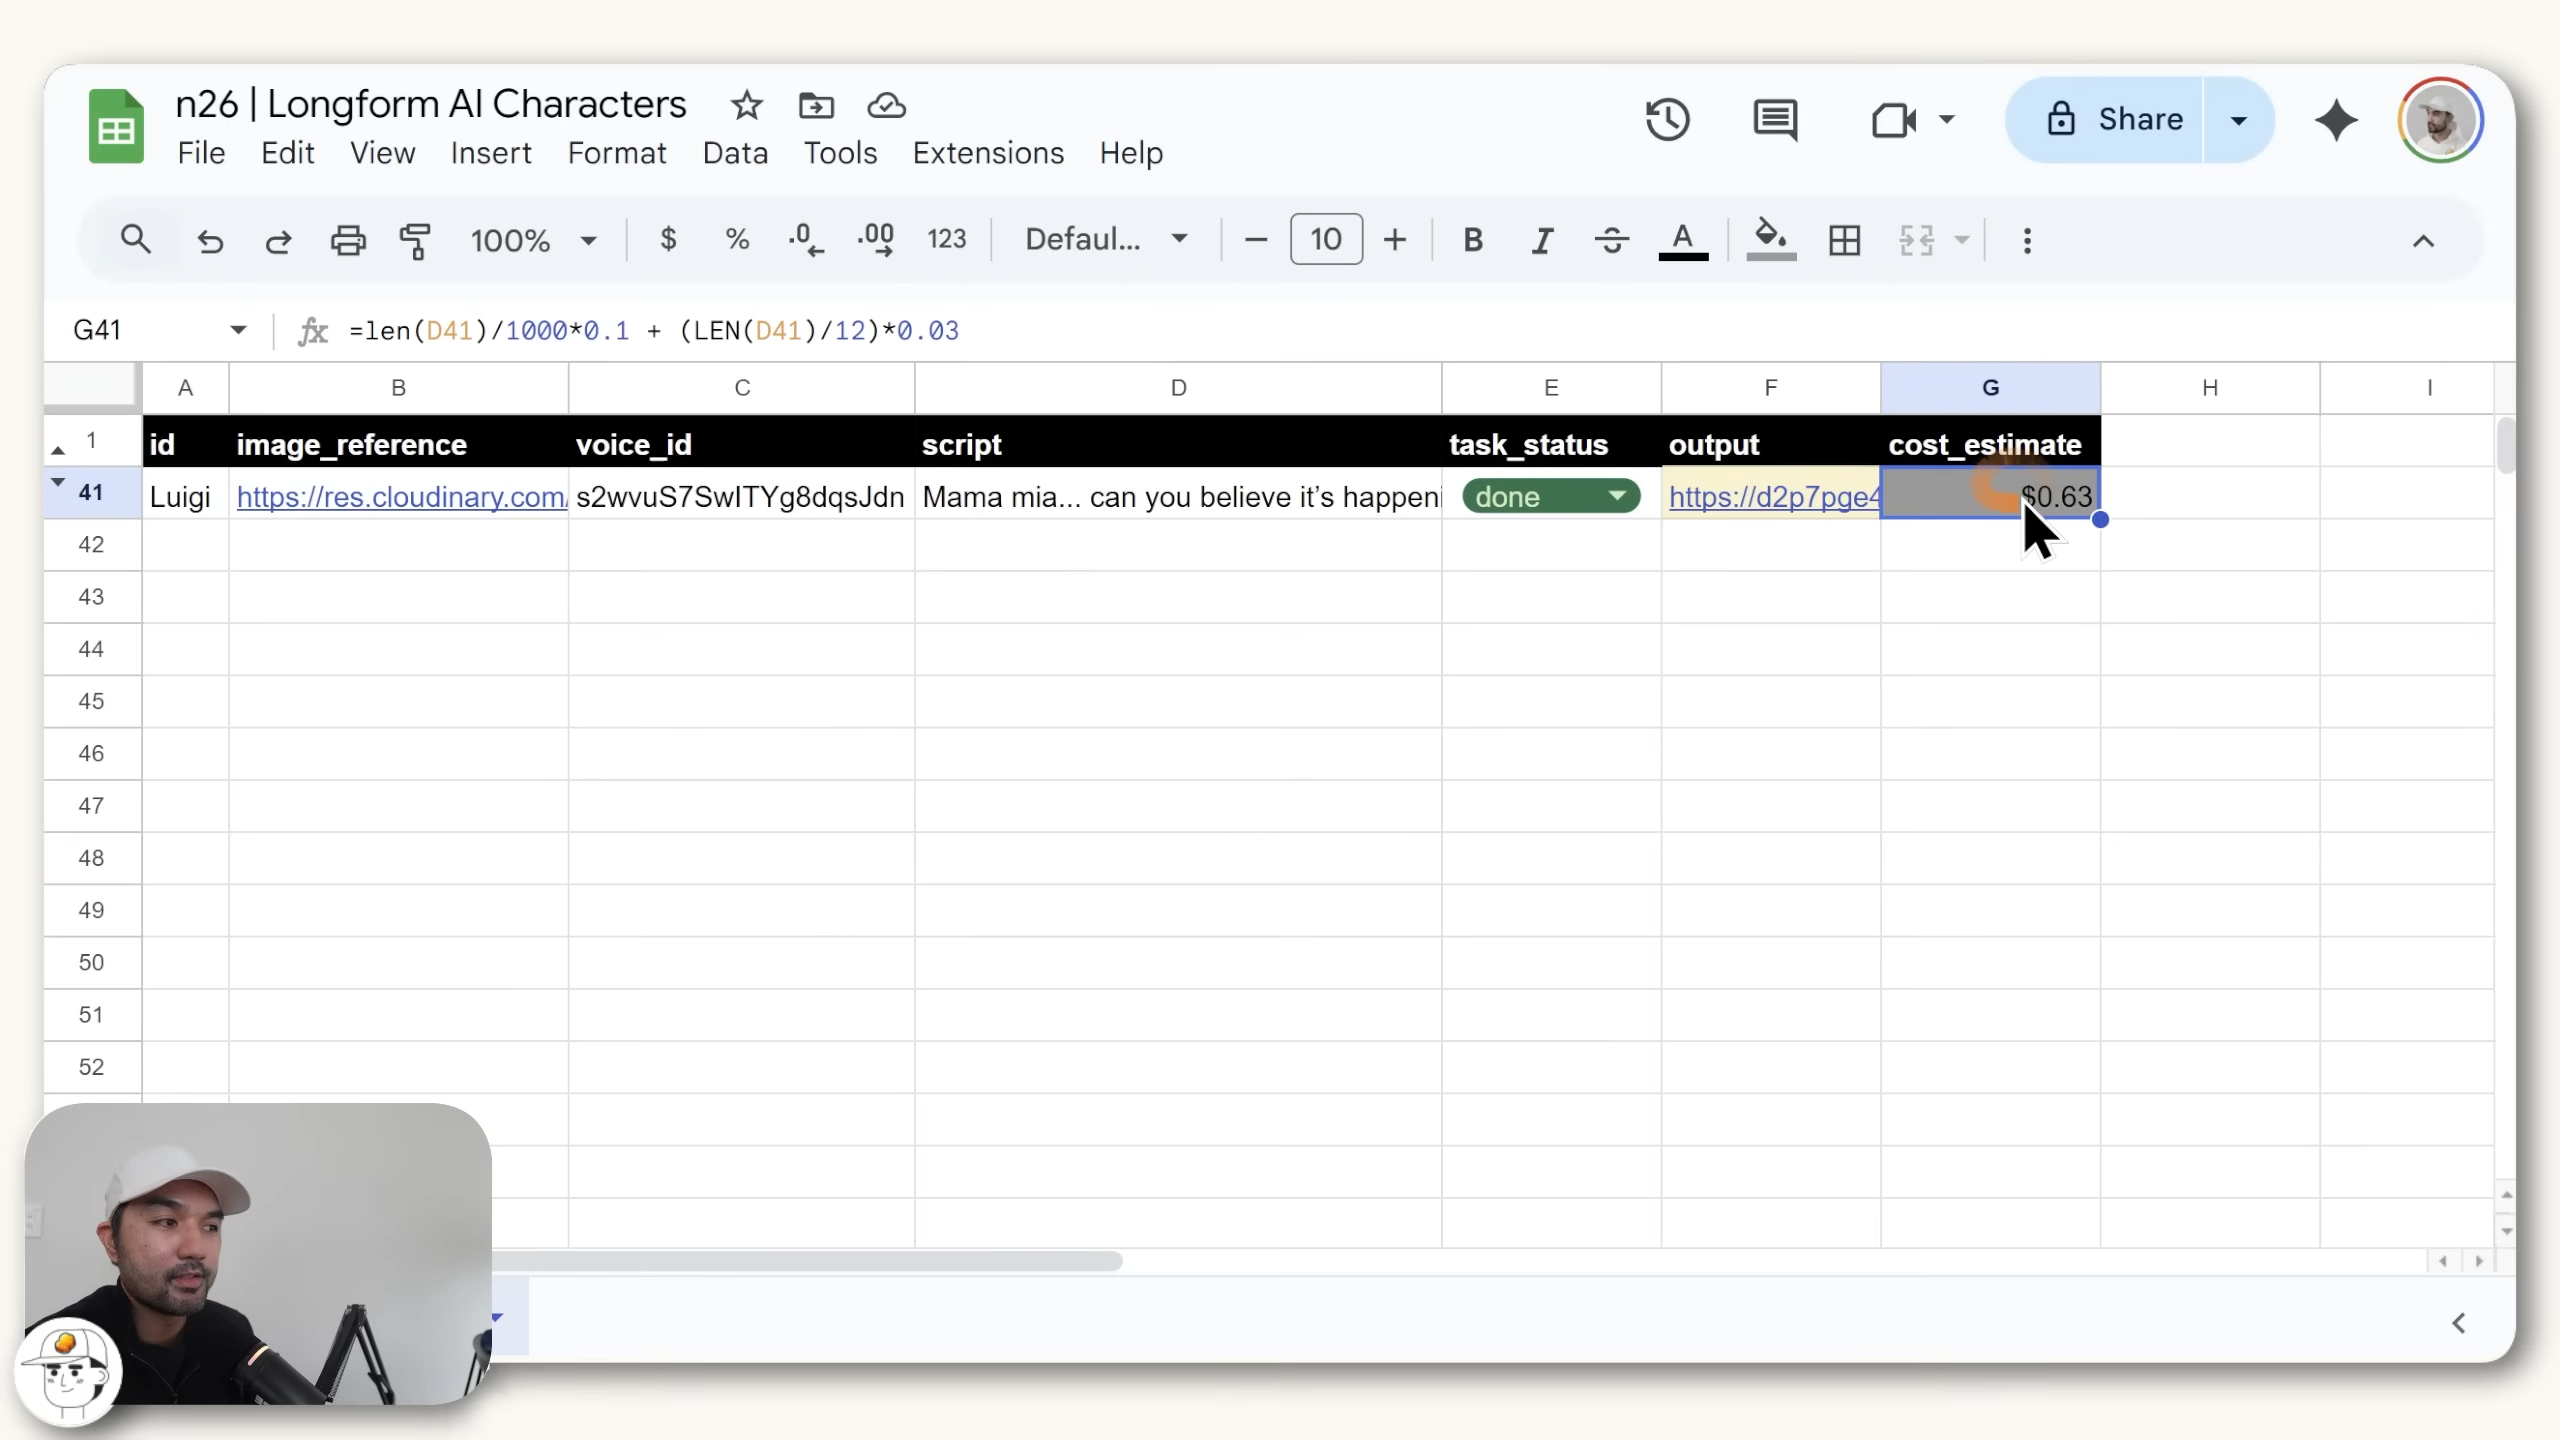 n26 | Longform AI Characters
File Edit View Insert Format Data Tools Extensions Help
Share
100% $ % .0 .00 123 Defaul... 10 B I A
G41 fx =len(D41)/1000*0.1 + (LEN(D41)/12)*0.03
A B C D E F G H I
1 id image_reference voice_id script task_status output cost_estimate
41 Luigi https://res.cloudinary.com/ s2wvuS7SwITYg8dqsJdn Mama mia... can you believe it’s happeni done https://d2p7pge4 $0.63
42
43
44
45
46
47
48
49
50
51
52